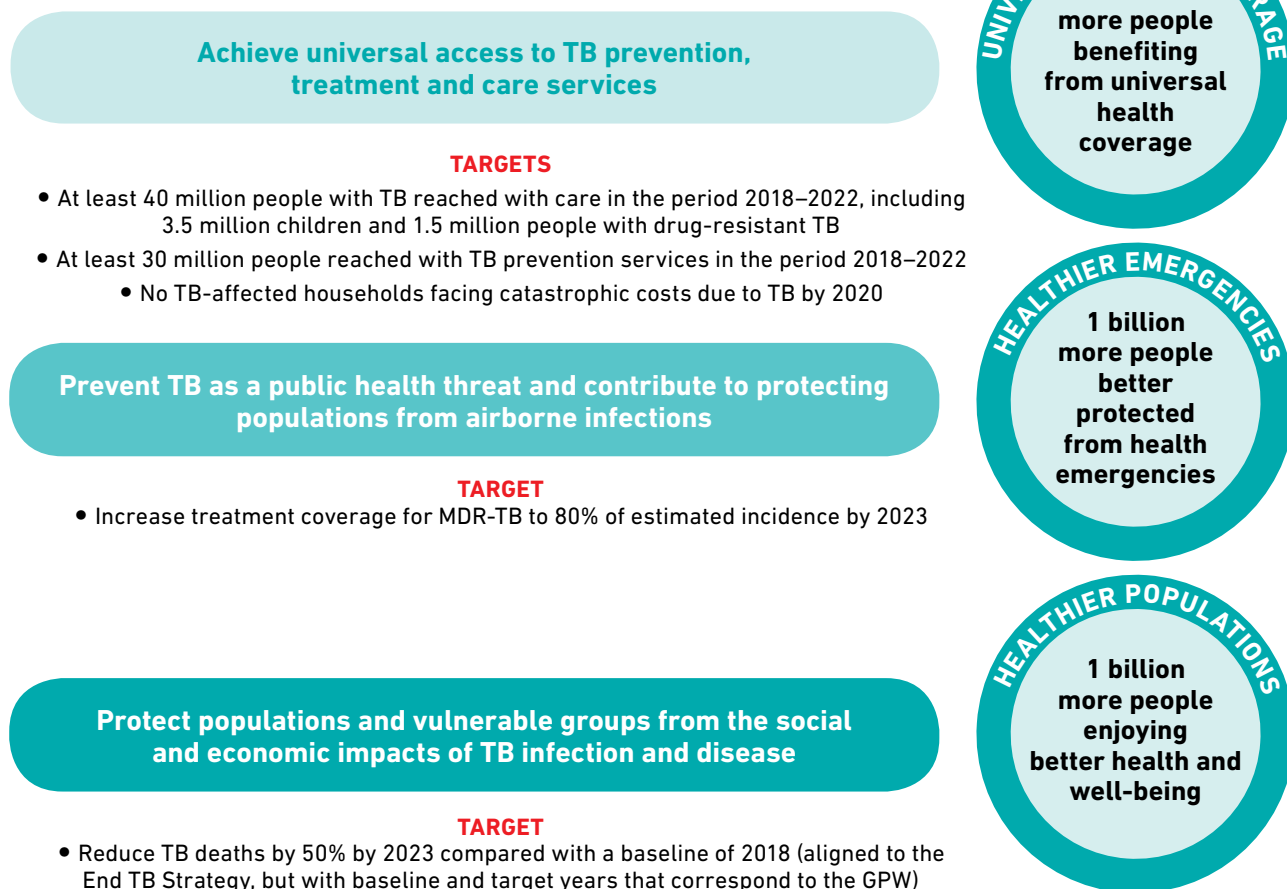 Achieve universal access to TB prevention,
treatment and care services
TARGETS
• At least 40 million people with TB reached with care in the period 2018–2022, including
3.5 million children and 1.5 million people with drug-resistant TB
• At least 30 million people reached with TB prevention services in the period 2018–2022
• No TB-affected households facing catastrophic costs due to TB by 2020
more people
benefiting
from universal
health
coverage
Prevent TB as a public health threat and contribute to protecting
populations from airborne infections
TARGET
• Increase treatment coverage for MDR-TB to 80% of estimated incidence by 2023
HEALTHIER EMERGENCIES
1 billion
more people
better
protected
from health
emergencies
Protect populations and vulnerable groups from the social
and economic impacts of TB infection and disease
TARGET
• Reduce TB deaths by 50% by 2023 compared with a baseline of 2018 (aligned to the
End TB Strategy, but with baseline and target years that correspond to the GPW)
HEALTHIER POPULATIONS
1 billion
more people
enjoying
better health and
well-being